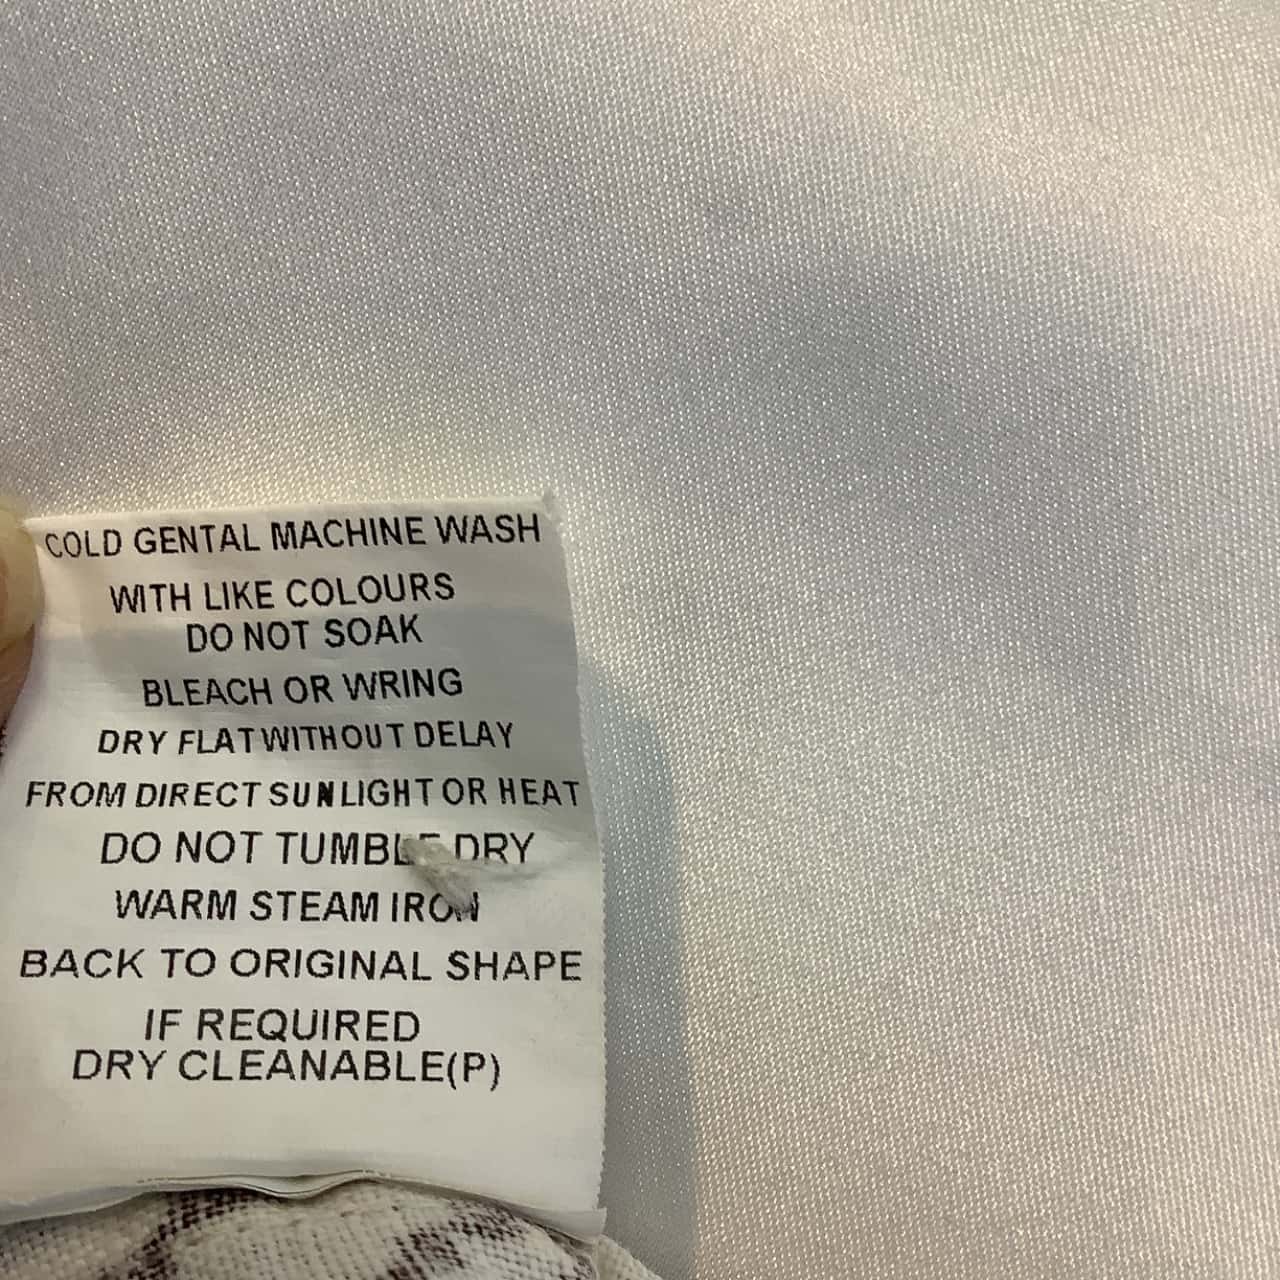 COLD GENTAL MACHINE WASH
WITH LIKE COLOURS
DO NOT SOAK
BLEACH OR WRING
DRY FLAT WITHOUT DELAY
FROM DIRECT SUNLIGHT OR HEAT
DO NOT TUMBLE DRY
WARM STEAM IRON
BACK TO ORIGINAL SHAPE
IF REQUIRED
DRY CLEANABLE(P)